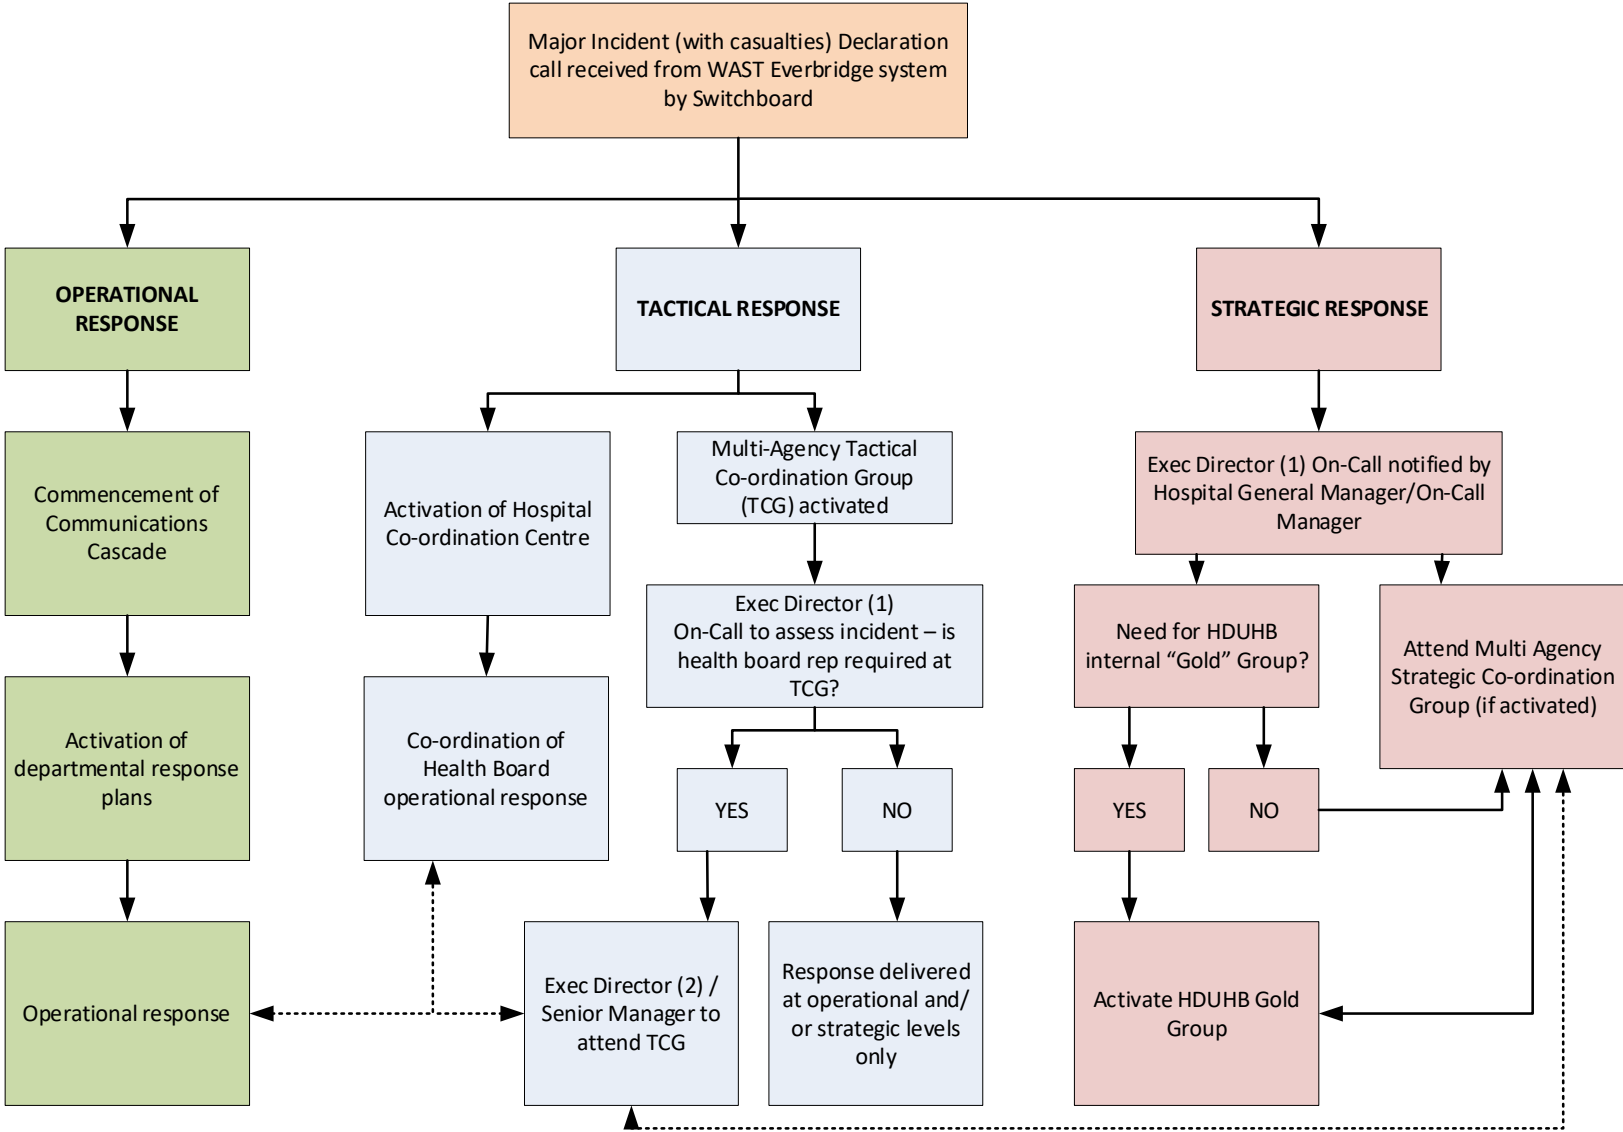 Major Incident (with casualties) Declaration
call received from WAST Everbridge system
by Switchboard
OPERATIONAL
RESPONSE
TACTICAL RESPONSE
STRATEGIC RESPONSE
Commencement of
Communications
Cascade
Activation of Hospital
Co-ordination Centre
Multi-Agency Tactical
Co-ordination Group
(TCG) activated
Exec Director (1) On-Call notified by
Hospital General Manager/On-Call
Manager
Exec Director (1)
On-Call to assess incident – is
health board rep required at
TCG?
Need for HDUHB
internal “Gold” Group?
Attend Multi Agency
Strategic Co-ordination
Group (if activated)
Activation of
departmental response
plans
Co-ordination of
Health Board
operational response
YES
NO
YES
NO
Operational response
Exec Director (2) /
Senior Manager to
attend TCG
Response delivered
at operational and/
or strategic levels
only
Activate HDUHB Gold
Group